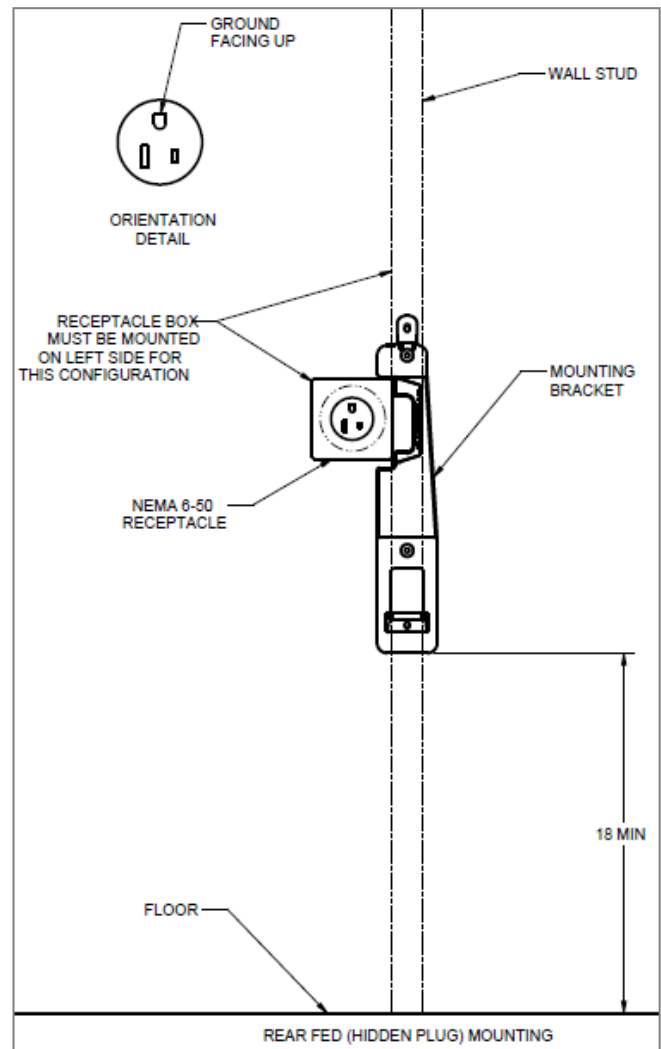 GROUND
FACING UP
WALL STUD
ORIENTATION
DETAIL
RECEPTACLE BOX
MUST BE MOUNTED
ON LEFT SIDE FOR
THIS CONFIGURATION
MOUNTING
BRACKET
NEMA 6-50
RECEPTACLE
18 MIN
FLOOR
REAR FED (HIDDEN PLUG) MOUNTING